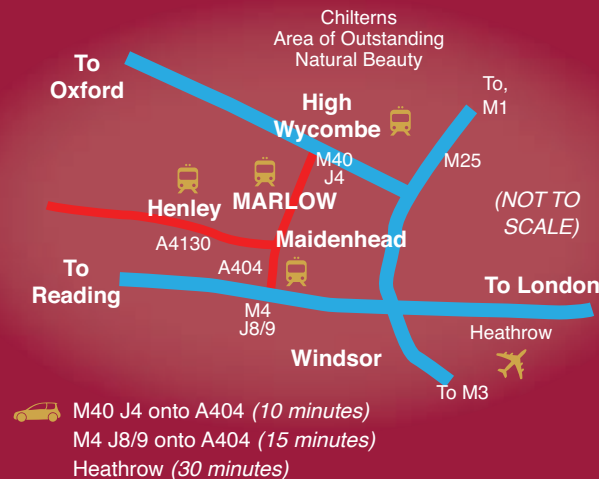 Chilterns
Area of Outstanding
Natural Beauty
To
Oxford
To,
M1
High
Wycombe
M40
J4
M25
MARLOW
Henley
(NOT TO
SCALE)
A4130
Maidenhead
A404
To
Reading
To London
M4
J8/9
Heathrow
Windsor
To M3
M40 J4 onto A404 (10 minutes)
M4 J8/9 onto A404 (15 minutes)
Heathrow (30 minutes)